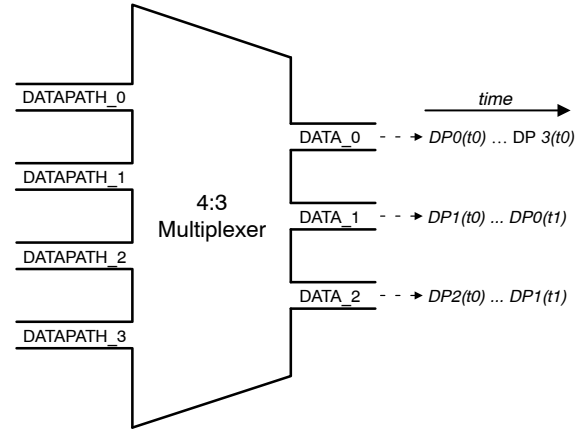 time
DATAPATH_0
DATA_0 DP0(t0) ... DP 3(t0)
DATAPATH_1
4:3
Multiplexer
DATA_1 DP1(t0) ... DP0(t1)
DATAPATH_2
DATA_2 DP2(t0) ... DP1(t1)
DATAPATH_3